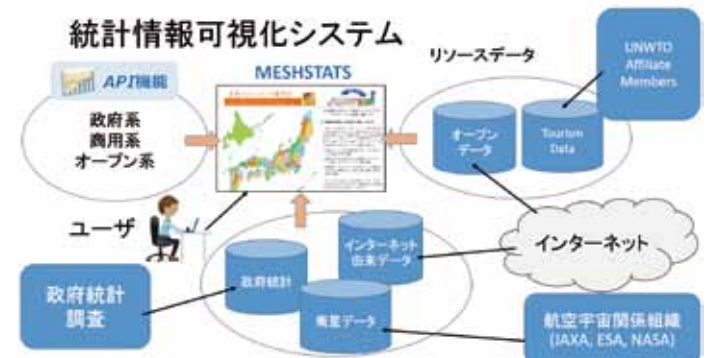 統計情報可視化システム
API機能
政府系
商用系
オープン系
MESHSTATS
リソースデータ
オープン
データ
Tourism
Data
UNWTO
Affiliate
Members
ユーザ
政府統計
インターネット
由来データ
衛星データ
インターネット
政府統計
調査
航空宇宙関係組織
(JAXA, ESA, NASA)